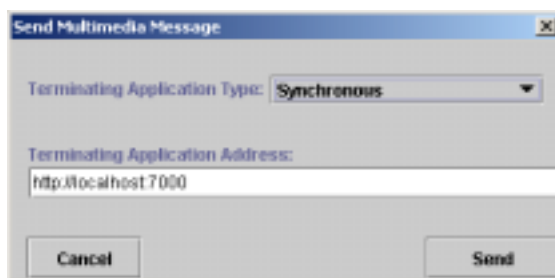 Send Multimedia Message
Terminating Application Type: Synchronous
Terminating Application Address:
http://localhost:7000
Cancel Send